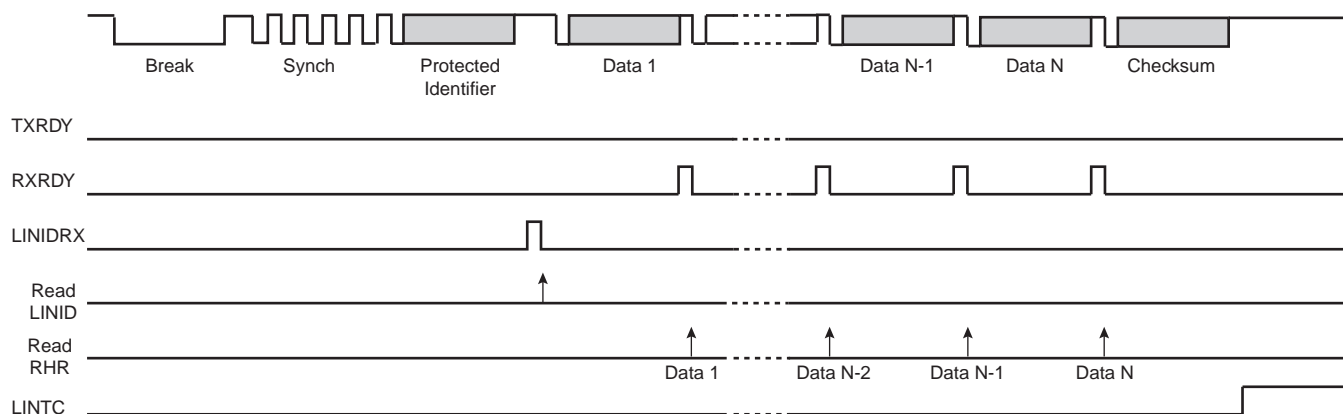 Break Synch Protected Identifier Data 1 Data N-1 Data N Checksum
TXRDY
RXRDY
LINIDRX
Read
LINID
Read
RHR
Data 1 Data N-2 Data N-1 Data N
LINTC